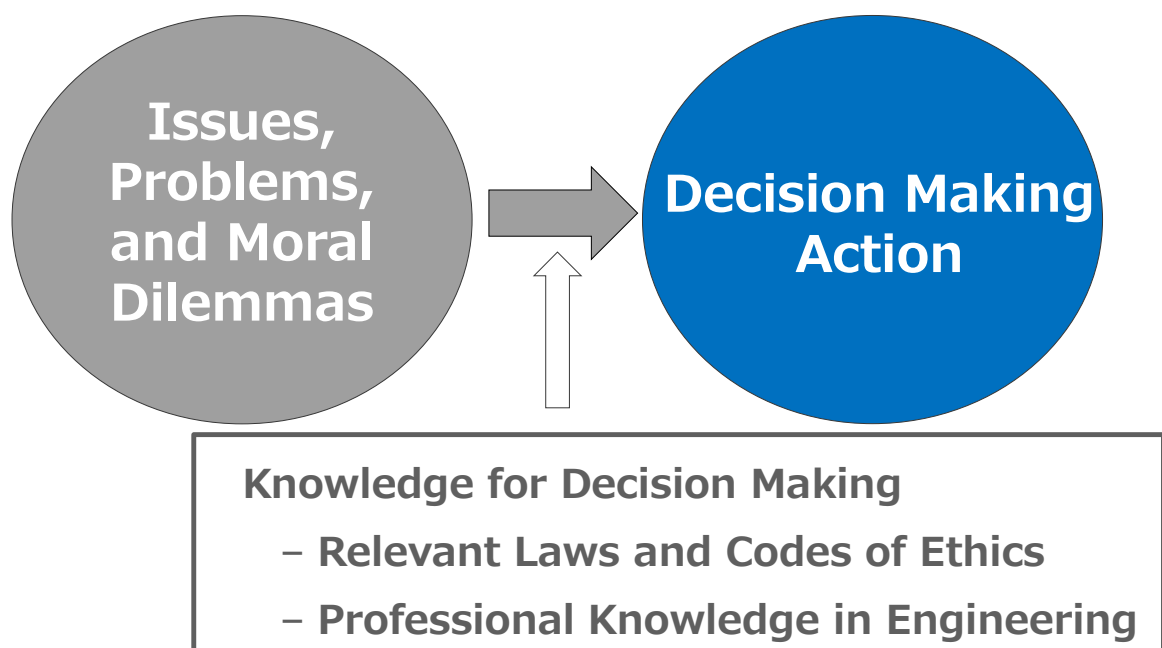 Issues,
Problems,
and Moral
Dilemmas
Decision Making
Action
Knowledge for Decision Making
– Relevant Laws and Codes of Ethics
– Professional Knowledge in Engineering